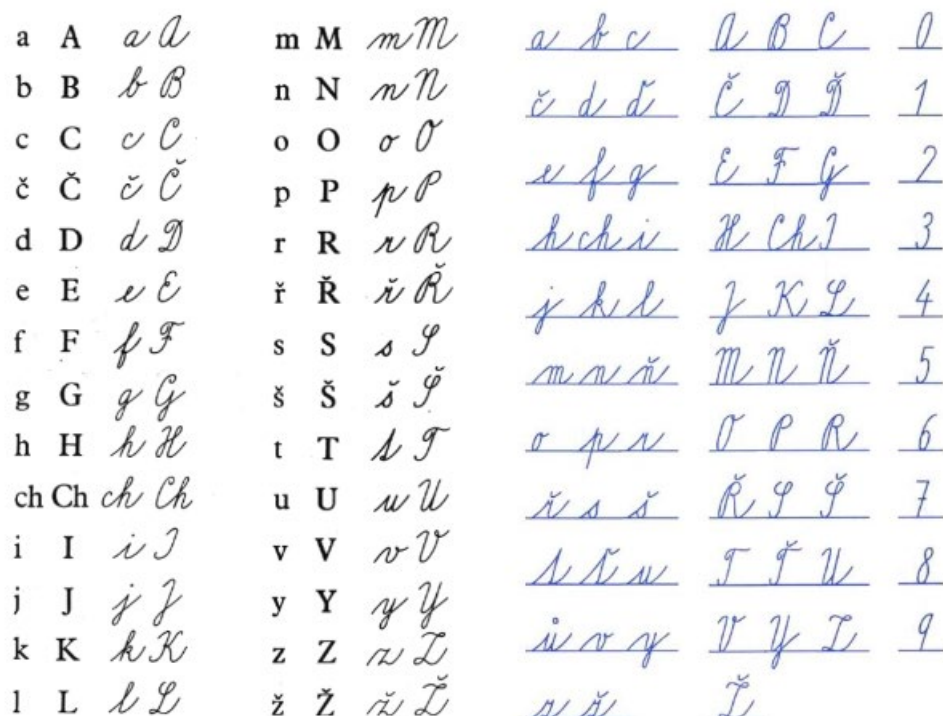 a A a A m M m M a b c A B C 0
b B b B n N n N č d ď Č D Ď 1
c C c C o O o O e f g E F G 2
č Č č Č p P p P h ch i H Ch I 3
d D d D r R r R j k l J K L 4
e E e E ř Ř ř Ř m n ň M N Ň 5
f F f F s S s S o p r O P R 6
g G g G š Š š Š ř s š Ř S Š 7
h H h H t T t T t ť u T Ť U 8
ch Ch ch Ch u U u U ů v y V Y Z 9
i I i I v V v V z ž Ž
j J j J y Y y Y
k K k K z Z z Z
l L l L ž Ž ž Ž